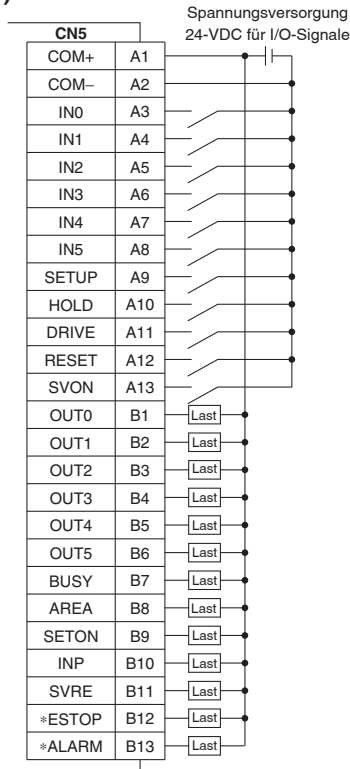 )
Spannungsversorgung
24-VDC für I/O-Signale
CN5
COM+ A1
COM– A2
IN0 A3
IN1 A4
IN2 A5
IN3 A6
IN4 A7
IN5 A8
SETUP A9
HOLD A10
DRIVE A11
RESET A12
SVON A13
OUT0 B1 Last
OUT1 B2 Last
OUT2 B3 Last
OUT3 B4 Last
OUT4 B5 Last
OUT5 B6 Last
BUSY B7 Last
AREA B8 Last
SETON B9 Last
INP B10 Last
SVRE B11 Last
*ESTOP B12 Last
*ALARM B13 Last